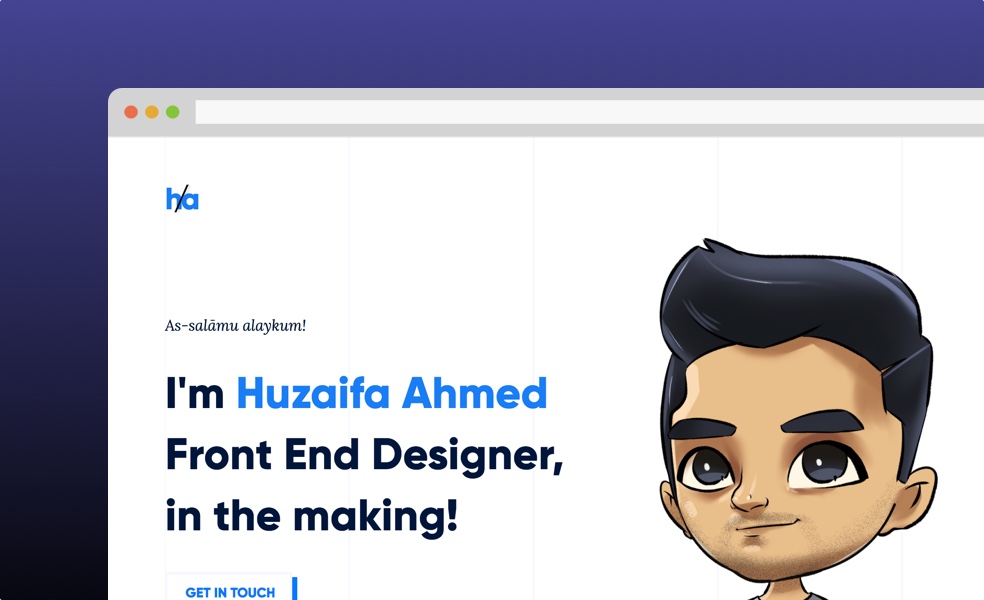 h/a
As-salāmu alaykum!
I'm Huzaifa Ahmed
Front End Designer,
in the making!
GET IN TOUCH